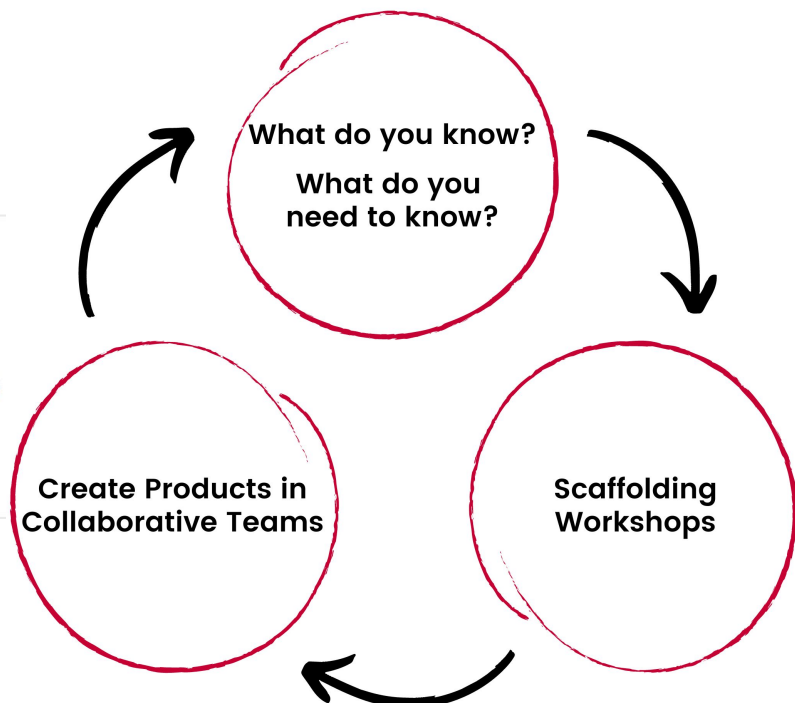 What do you know?
What do you
need to know?
Scaffolding
Workshops
Create Products in
Collaborative Teams